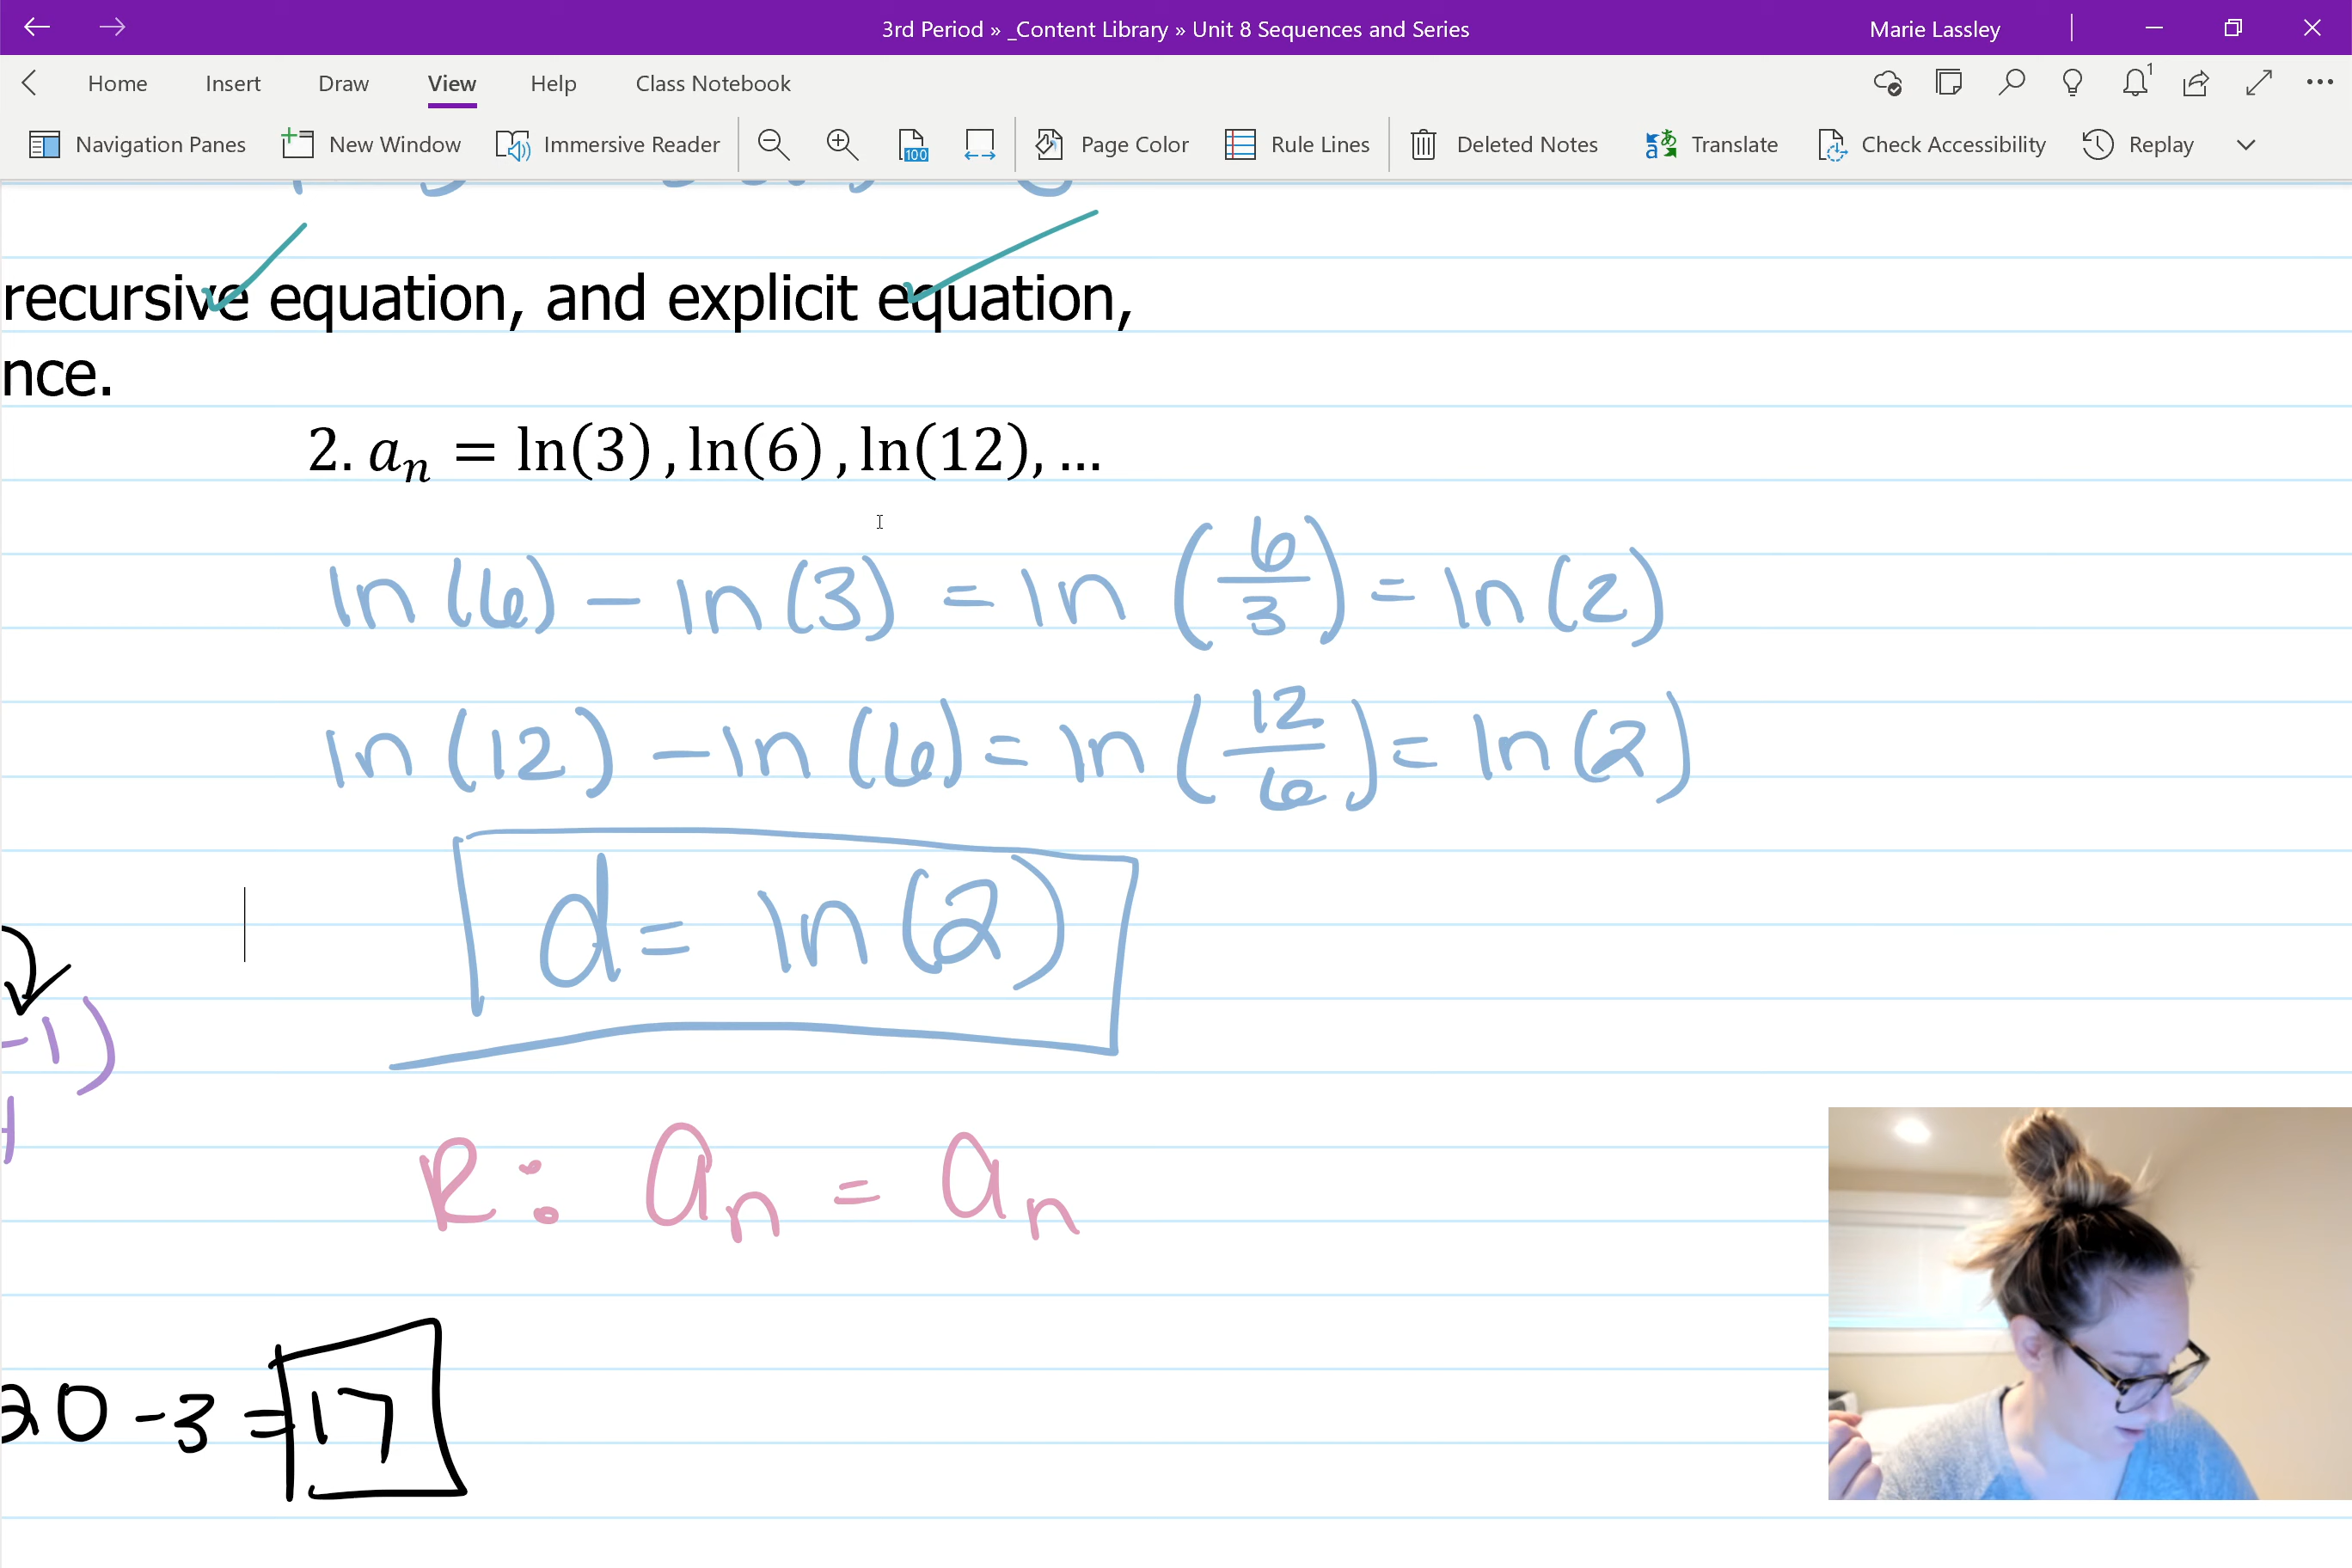 3rd Period » _Content Library » Unit 8 Sequences and Series Marie Lassley
Home Insert Draw View Help Class Notebook 1
Navigation Panes New Window Immersive Reader 100 Page Color Rule Lines Deleted Notes Translate Check Accessibility Replay
recursive equation, and explicit equation,
nce.
2. aₙ = ln(3), ln(6), ln(12), ...
ln(6) - ln(3) = ln(6/3) = ln(2)
ln(12) - ln(6) = ln(12/6) = ln(2)
d = ln(2)
-1)
R: aₙ = aₙ
20 - 3 = 17